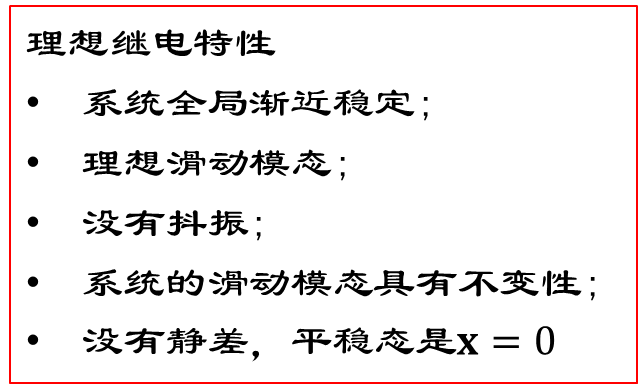 理想继电特性
• 系统全局渐近稳定;
• 理想滑动模态;
• 没有抖振;
• 系统的滑动模态具有不变性;
• 没有静差，平稳态是x = 0